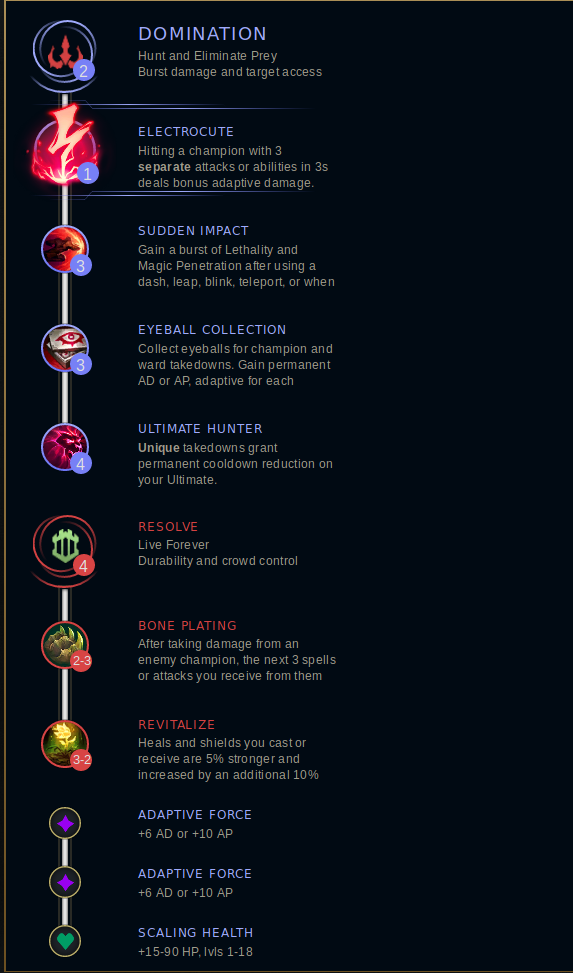 DOMINATION
Hunt and Eliminate Prey
Burst damage and target access
2
ELECTROCUTE
Hitting a champion with 3
separate attacks or abilities in 3s
deals bonus adaptive damage.
1
SUDDEN IMPACT
Gain a burst of Lethality and
Magic Penetration after using a
dash, leap, blink, teleport, or when
3
EYEBALL COLLECTION
Collect eyeballs for champion and
ward takedowns. Gain permanent
AD or AP, adaptive for each
3
ULTIMATE HUNTER
Unique takedowns grant
permanent cooldown reduction on
your Ultimate.
4
RESOLVE
Live Forever
Durability and crowd control
4
BONE PLATING
After taking damage from an
enemy champion, the next 3 spells
or attacks you receive from them
2-3
REVITALIZE
Heals and shields you cast or
receive are 5% stronger and
increased by an additional 10%
3-2
ADAPTIVE FORCE
+6 AD or +10 AP
ADAPTIVE FORCE
+6 AD or +10 AP
SCALING HEALTH
+15-90 HP, lvls 1-18